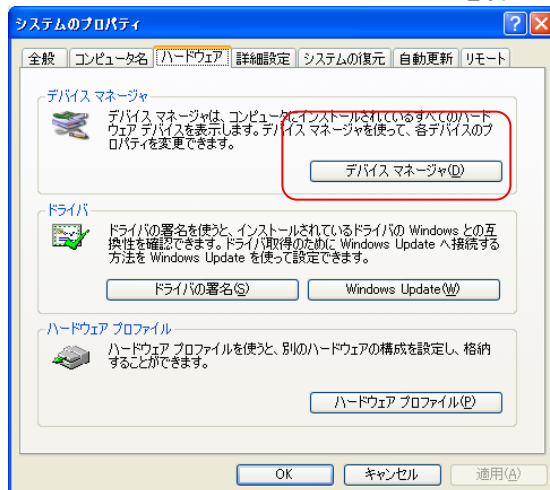 システムのプロパティ
全般 コンピュータ名 ハードウェア 詳細設定 システムの復元 自動更新 リモート
デバイス マネージャ
デバイス マネージャは、コンピュータにインストールされているすべてのハード
ウェア デバイスを表示します。デバイス マネージャを使って、各デバイスのプ
ロパティを変更できます。
デバイス マネージャ(D)
ドライバ
ドライバの署名を使うと、インストールされているドライバの Windows との互
換性を確認できます。ドライバ取得のために Windows Update へ接続する
方法を Windows Update を使って設定できます。
ドライバの署名(S) Windows Update(W)
ハードウェア プロファイル
ハードウェア プロファイルを使うと、別のハードウェアの構成を設定し、格納
することができます。
ハードウェア プロファイル(P)
OK キャンセル 適用(A)